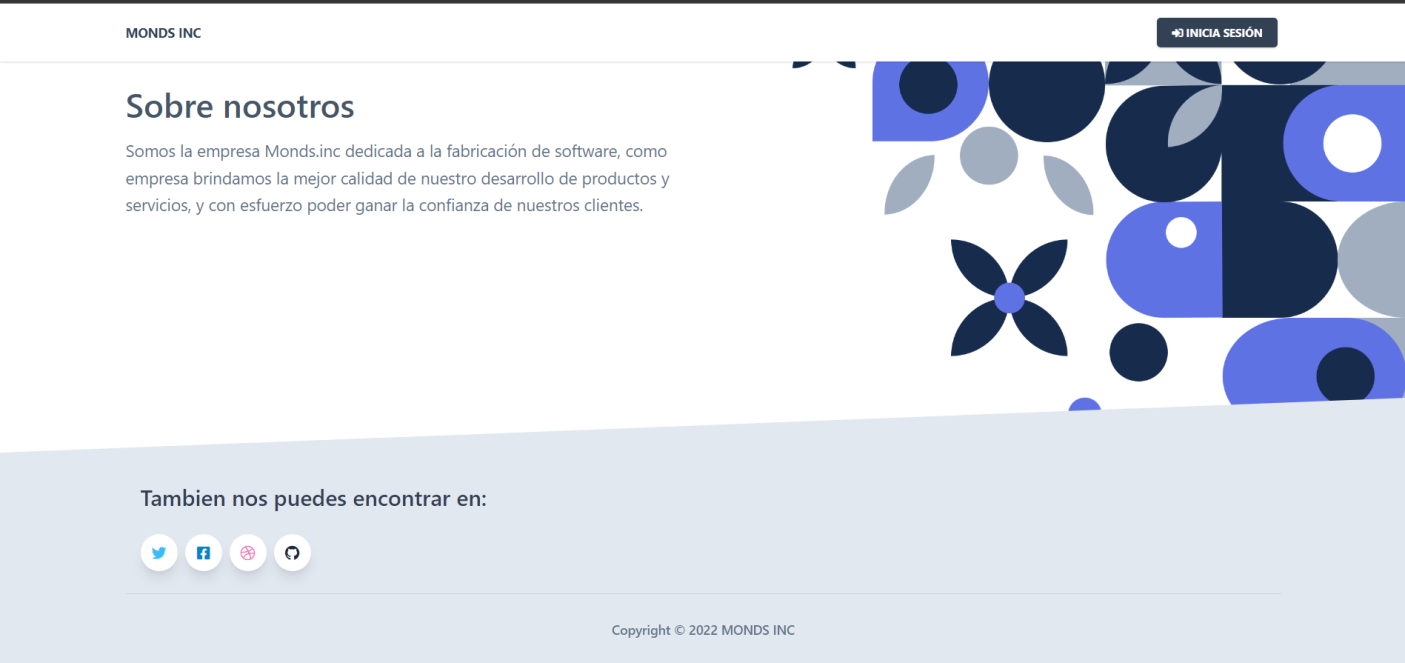 MONDS INC
INICIA SESIÓN
Sobre nosotros
Somos la empresa Monds.inc dedicada a la fabricación de software, como
empresa brindamos la mejor calidad de nuestro desarrollo de productos y
servicios, y con esfuerzo poder ganar la confianza de nuestros clientes.
Tambien nos puedes encontrar en:
Copyright © 2022 MONDS INC